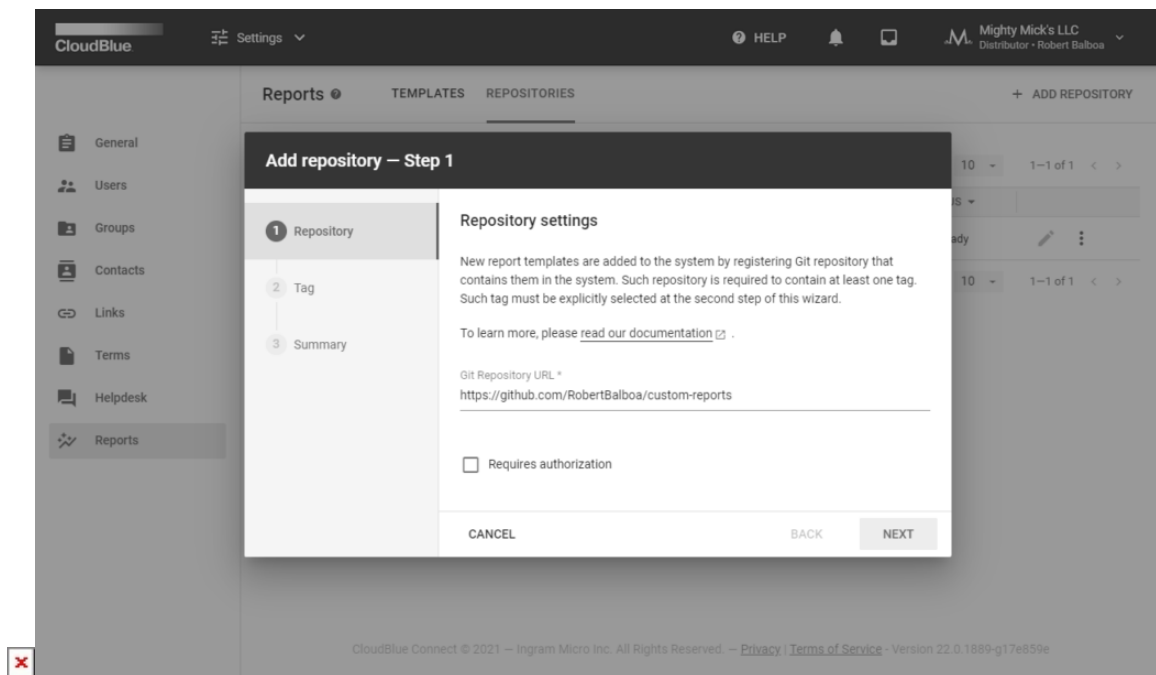 CloudBlue
Settings
HELP
Mighty Mick's LLC
Distributor • Robert Balboa
Reports
TEMPLATES
REPOSITORIES
+ ADD REPOSITORY
General
Users
Groups
Contacts
Links
Terms
Helpdesk
Reports
10
1–1 of 1
10
1–1 of 1
Add repository — Step 1
1 Repository
2 Tag
3 Summary
Repository settings
New report templates are added to the system by registering Git repository that
contains them in the system. Such repository is required to contain at least one tag.
Such tag must be explicitly selected at the second step of this wizard.
To learn more, please read our documentation .
Git Repository URL *
https://github.com/RobertBalboa/custom-reports
Requires authorization
CANCEL
BACK
NEXT
CloudBlue Connect © 2021 — Ingram Micro Inc. All Rights Reserved. — Privacy | Terms of Service - Version 22.0.1889-g17e859e